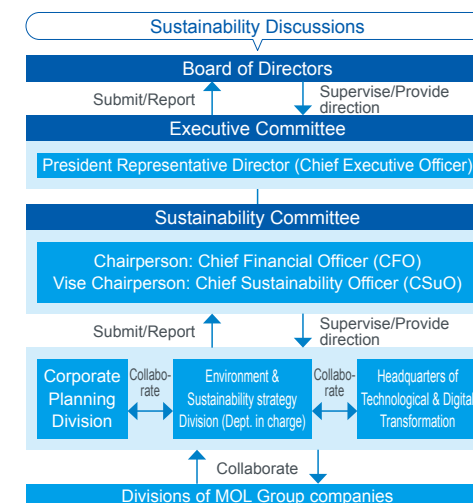 Sustainability Discussions
Board of Directors
Submit/Report
Supervise/Provide
direction
Executive Committee
President Representative Director (Chief Executive Officer)
Sustainability Committee
Chairperson: Chief Financial Officer (CFO)
Vise Chairperson: Chief Sustainability Officer (CSuO)
Submit/Report
Supervise/Provide
direction
Corporate
Planning
Division
Collabo-
rate
Environment &
Sustainability strategy
Division (Dept. in charge)
Collabo-
rate
Headquarters of
Technological & Digital
Transformation
Collaborate
Divisions of MOL Group companies